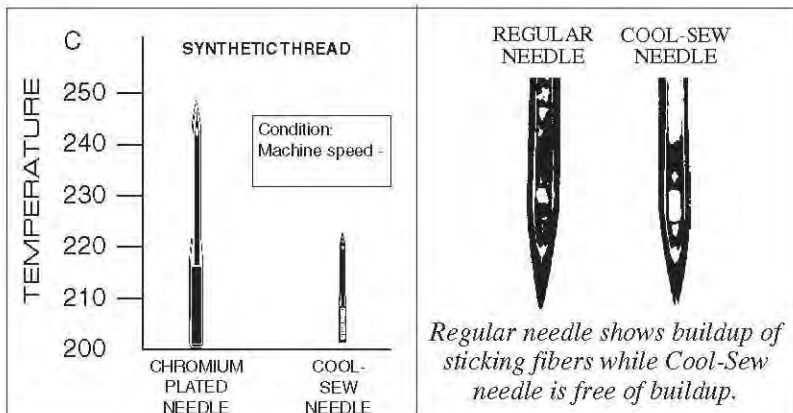 C
SYNTHETIC THREAD
TEMPERATURE
250
240
230
220
210
200
Condition:
Machine speed -
CHROMIUM
PLATED
NEEDLE
COOL-
SEW
NEEDLE
REGULAR
NEEDLE
COOL-SEW
NEEDLE
Regular needle shows buildup of
sticking fibers while Cool-Sew
needle is free of buildup.